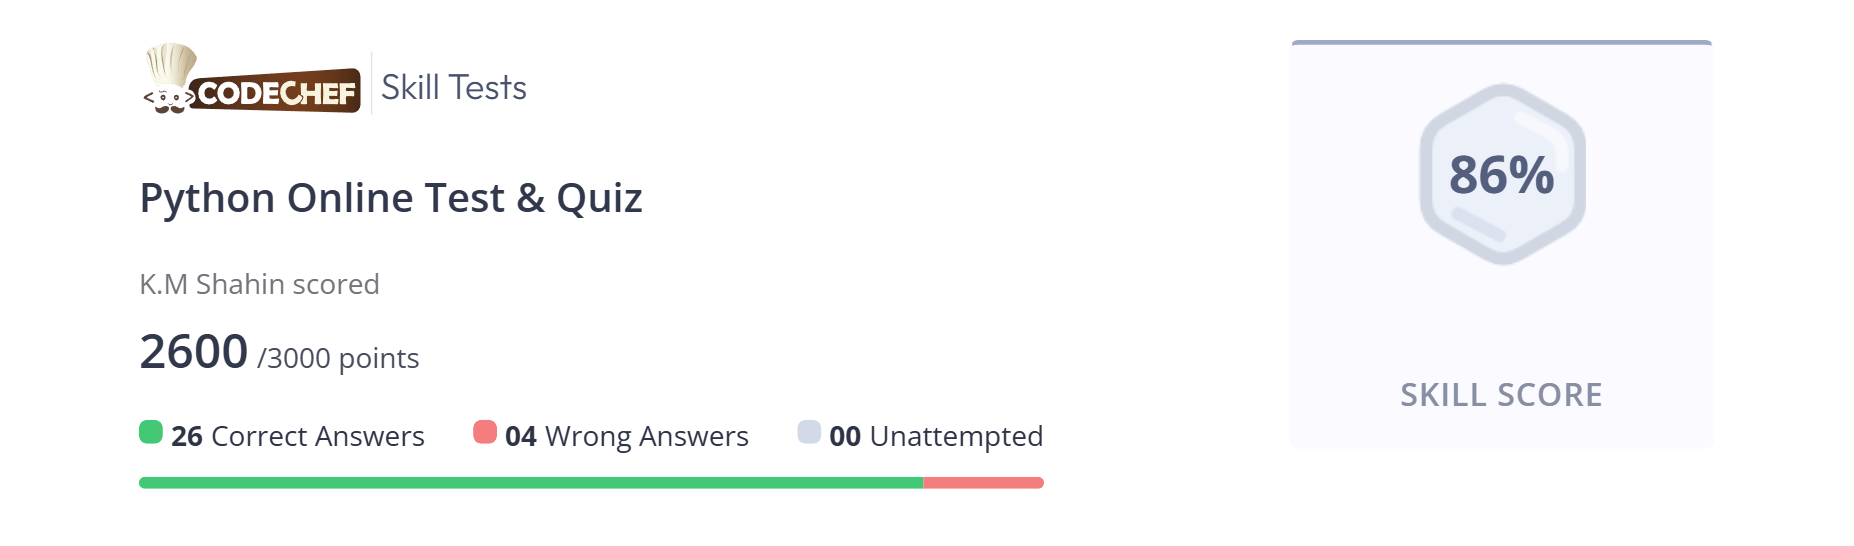 CODECHEF Skill Tests
Python Online Test & Quiz
K.M Shahin scored
2600 /3000 points
26 Correct Answers 04 Wrong Answers 00 Unattempted
86%
SKILL SCORE